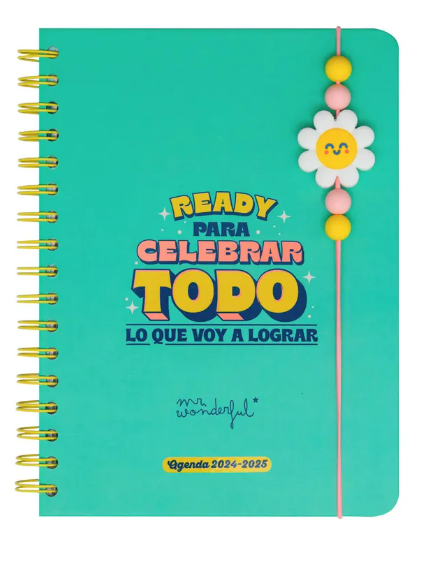 READY
PARA
CELEBRAR
TODO
LO QUE VOY A LOGRAR
mr.
wonderful*
Agenda 2024-2025